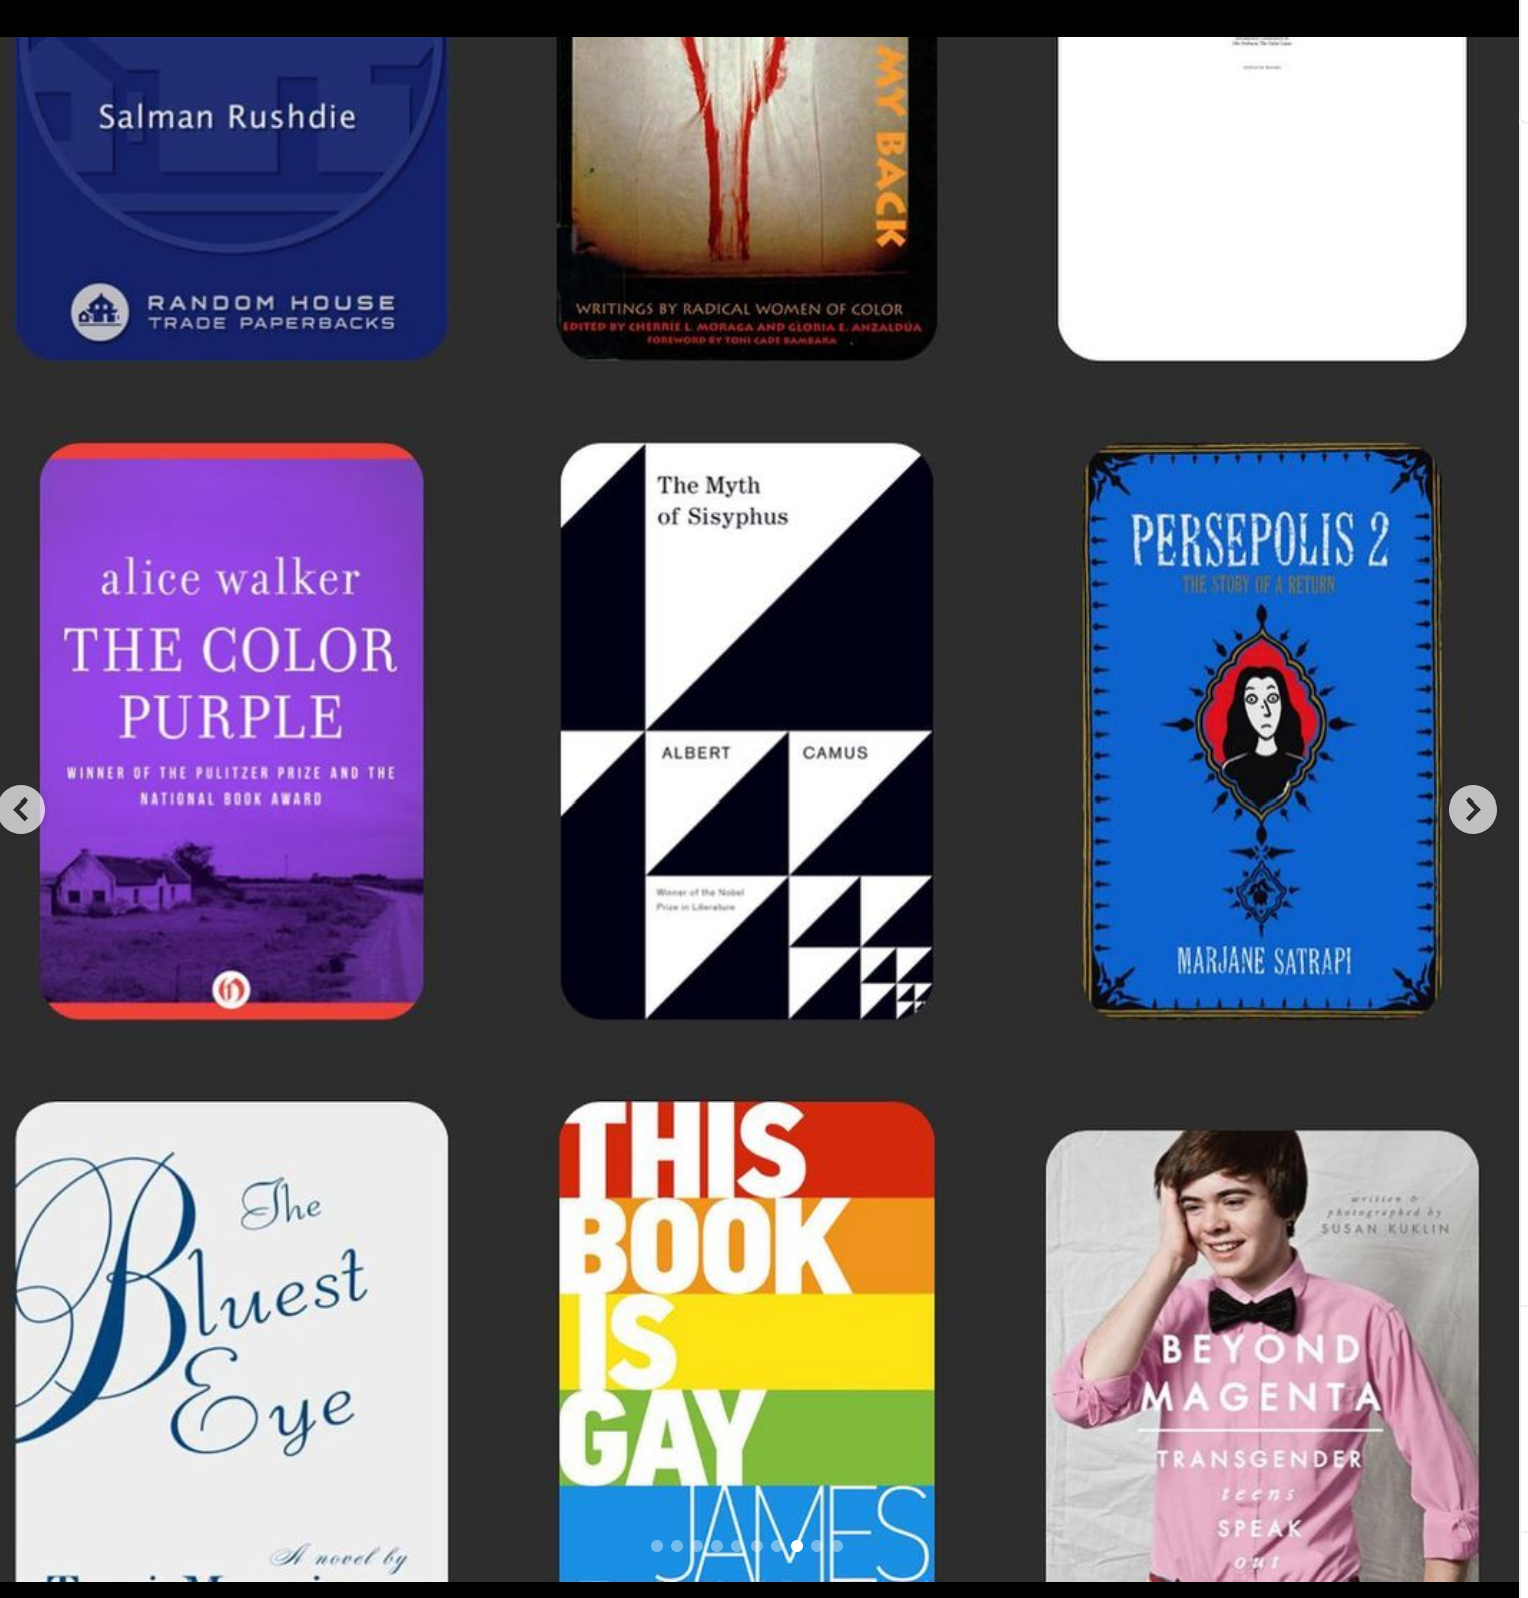 Salman Rushdie
RANDOM HOUSE
TRADE PAPERBACKS
MY BACK
WRITINGS BY RADICAL WOMEN OF COLOR
EDITED BY CHERRÍE L. MORAGA AND GLORIA E. ANZALDÚA
FOREWORD BY TONI CADE BAMBARA
alice walker
THE COLOR
PURPLE
WINNER OF THE PULITZER PRIZE AND THE
NATIONAL BOOK AWARD
The Myth
of Sisyphus
ALBERT CAMUS
Winner of the Nobel
Prize in Literature
PERSEPOLIS 2
THE STORY OF A RETURN
MARJANE SATRAPI
The
Bluest
Eye
A novel by
THIS
BOOK
IS
GAY
JAMES
written &
photographed by
SUSAN KUKLIN
BEYOND
MAGENTA
TRANSGENDER
teens
SPEAK
out